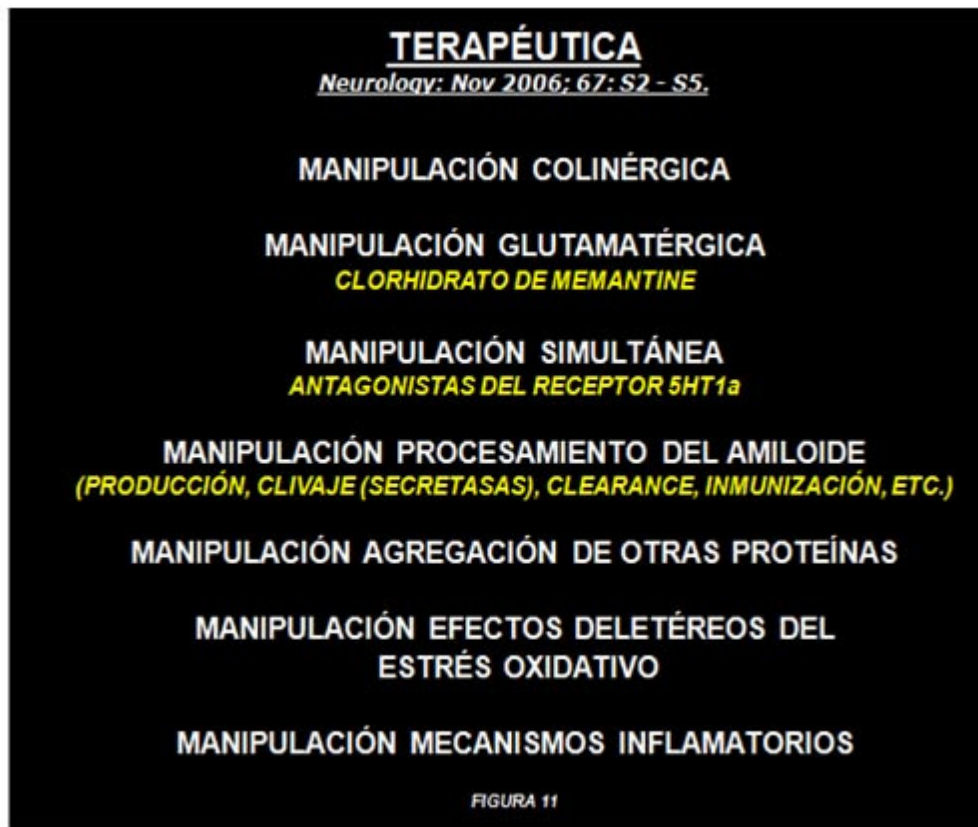 TERAPÉUTICA
Neurology: Nov 2006; 67: S2 - S5.
MANIPULACIÓN COLINÉRGICA
MANIPULACIÓN GLUTAMATÉRGICA
CLORHIDRATO DE MEMANTINE
MANIPULACIÓN SIMULTÁNEA
ANTAGONISTAS DEL RECEPTOR 5HT1a
MANIPULACIÓN PROCESAMIENTO DEL AMILOIDE
(PRODUCCIÓN, CLIVAJE (SECRETASAS), CLEARANCE, INMUNIZACIÓN, ETC.)
MANIPULACIÓN AGREGACIÓN DE OTRAS PROTEÍNAS
MANIPULACIÓN EFECTOS DELETÉREOS DEL
ESTRÉS OXIDATIVO
MANIPULACIÓN MECANISMOS INFLAMATORIOS
FIGURA 11